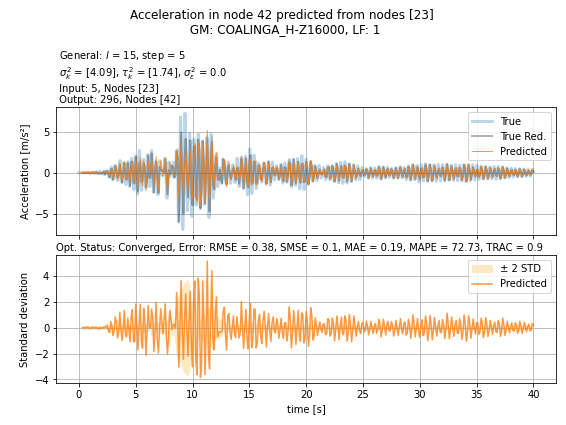 Acceleration in node 42 predicted from nodes [23]
GM: COALINGA_H-Z16000, LF: 1
General: l = 15, step = 5
σ²ₖ = [4.09], τ²ₖ = [1.74], σ²ε = 0.0
Input: 5, Nodes [23]
Output: 296, Nodes [42]
Acceleration [m/s²]
5
0
−5
True
True Red.
Predicted
Opt. Status: Converged, Error: RMSE = 0.38, SMSE = 0.1, MAE = 0.19, MAPE = 72.73, TRAC = 0.9
Standard deviation
4
2
0
−2
−4
± 2 STD
Predicted
0 5 10 15 20 25 30 35 40
time [s]